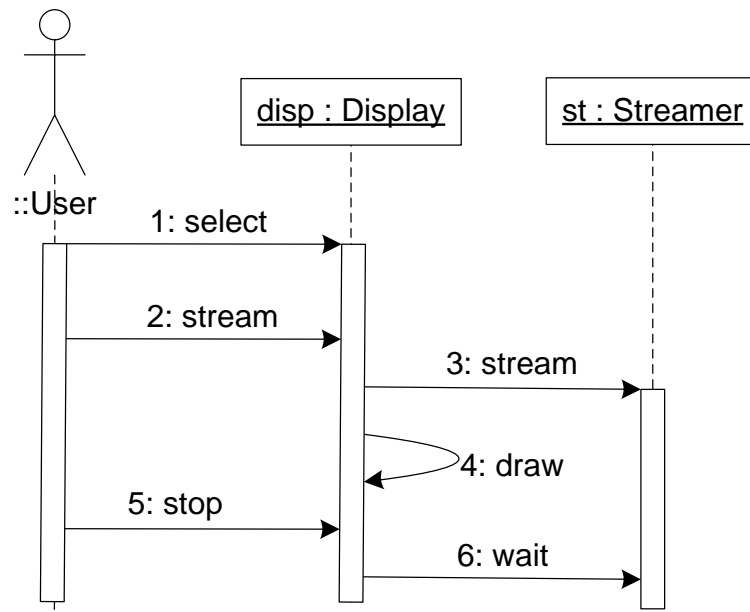 disp : Display
st : Streamer
::User
1: select
2: stream
3: stream
4: draw
5: stop
6: wait